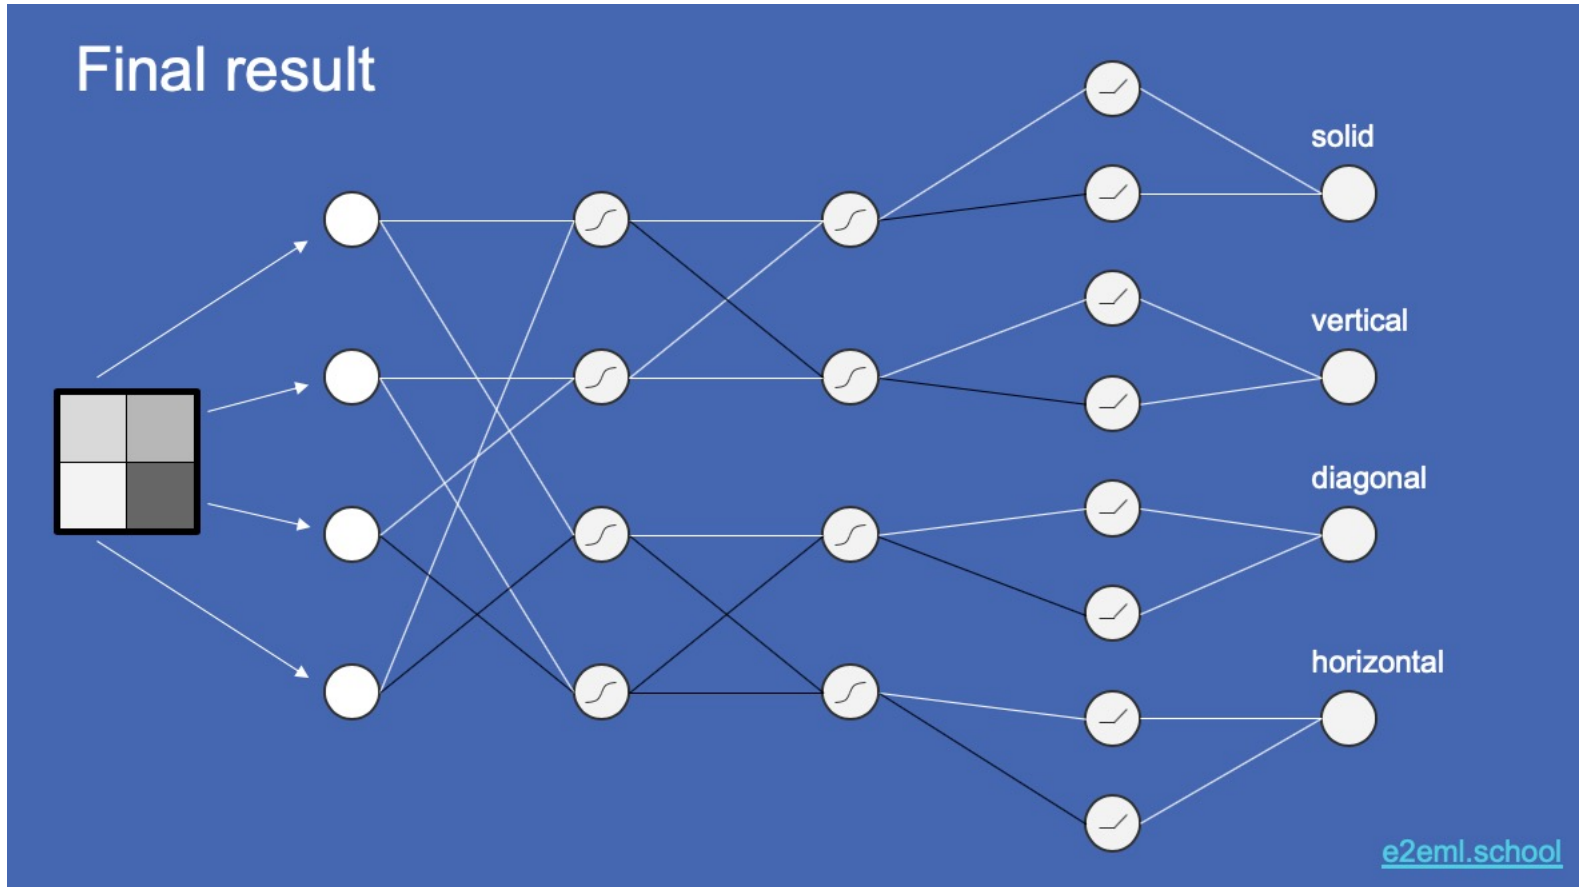 Final result
solid
vertical
diagonal
horizontal
e2eml.school